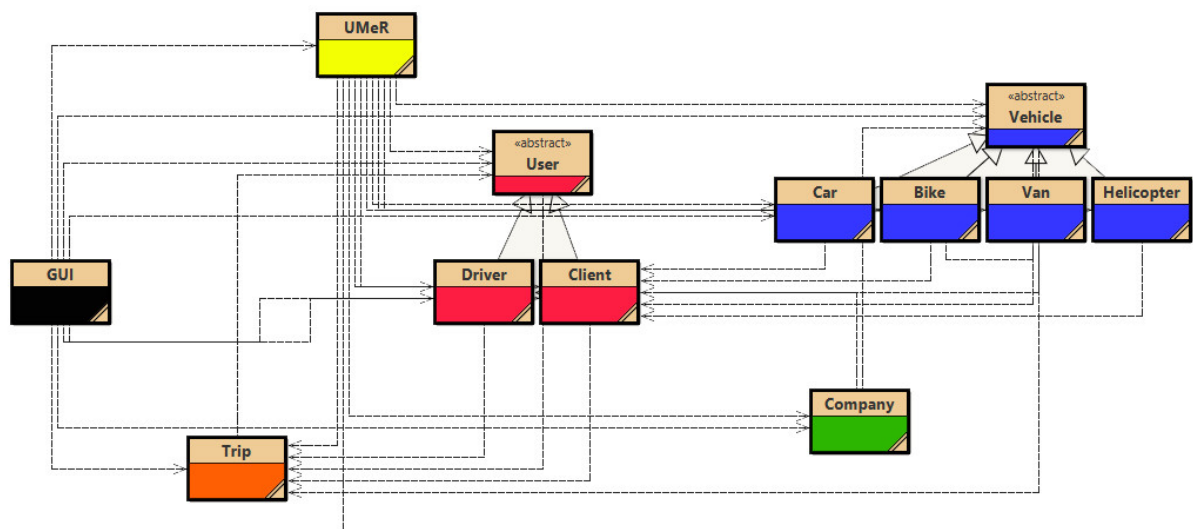 UMeR
«abstract»
Vehicle
«abstract»
User
Car
Bike
Van
Helicopter
GUI
Driver
Client
Company
Trip